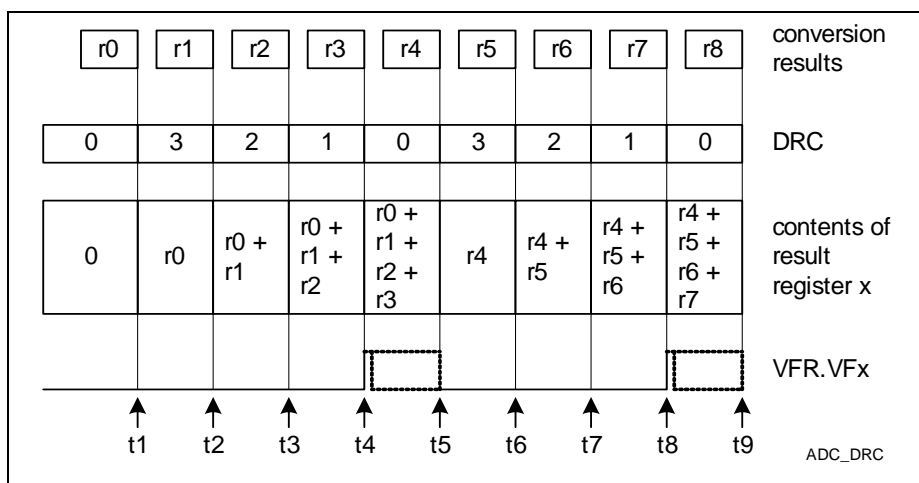 r0 r1 r2 r3 r4 r5 r6 r7 r8
conversion
results
0 3 2 1 0 3 2 1 0
DRC
0
r0
r0 +
r1
r0 +
r1 +
r2
r0 +
r1 +
r2 +
r3
r4
r4 +
r5
r4 +
r5 +
r6
r4 +
r5 +
r6 +
r7
contents of
result
register x
VFR.VFx
t1 t2 t3 t4 t5 t6 t7 t8 t9
ADC_DRC